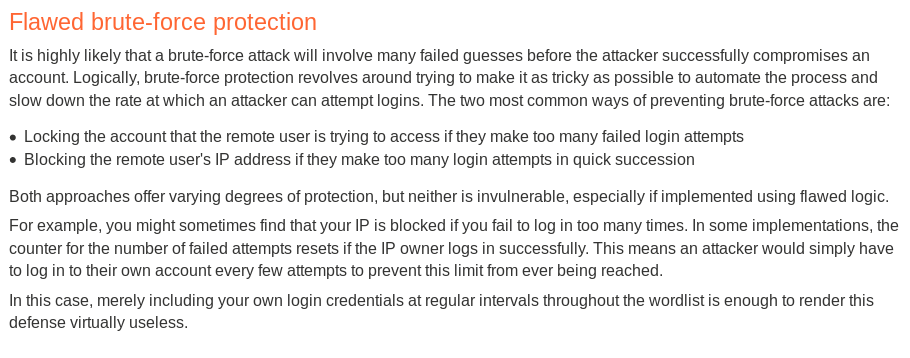 Flawed brute-force protection
It is highly likely that a brute-force attack will involve many failed guesses before the attacker successfully compromises an
account. Logically, brute-force protection revolves around trying to make it as tricky as possible to automate the process and
slow down the rate at which an attacker can attempt logins. The two most common ways of preventing brute-force attacks are:
• Locking the account that the remote user is trying to access if they make too many failed login attempts
• Blocking the remote user's IP address if they make too many login attempts in quick succession
Both approaches offer varying degrees of protection, but neither is invulnerable, especially if implemented using flawed logic.
For example, you might sometimes find that your IP is blocked if you fail to log in too many times. In some implementations, the
counter for the number of failed attempts resets if the IP owner logs in successfully. This means an attacker would simply have
to log in to their own account every few attempts to prevent this limit from ever being reached.
In this case, merely including your own login credentials at regular intervals throughout the wordlist is enough to render this
defense virtually useless.